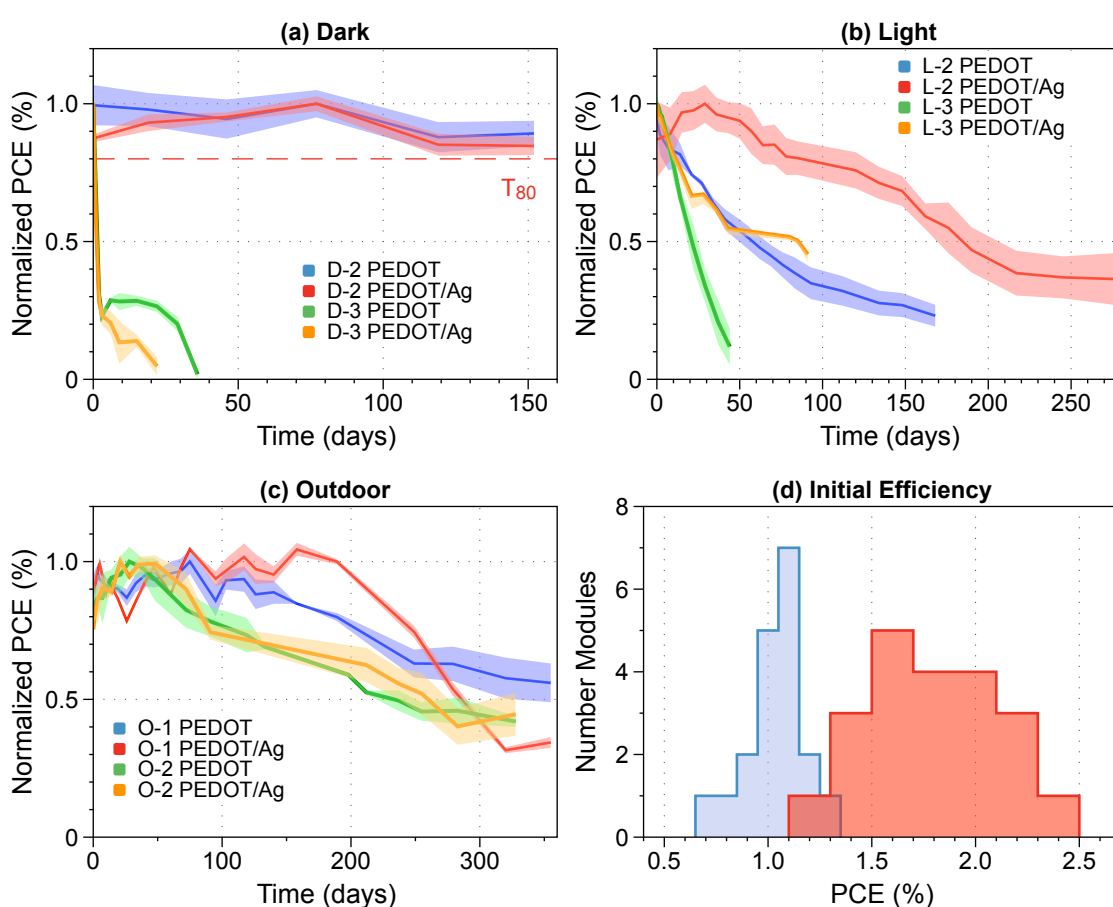 (a) Dark
Normalized PCE (%)
1.0
0.5
0
T80
D-2 PEDOT
D-2 PEDOT/Ag
D-3 PEDOT
D-3 PEDOT/Ag
0 50 100 150
Time (days)
(b) Light
Normalized PCE (%)
1.0
0.5
0
L-2 PEDOT
L-2 PEDOT/Ag
L-3 PEDOT
L-3 PEDOT/Ag
0 50 100 150 200 250
Time (days)
(c) Outdoor
Normalized PCE (%)
1.0
0.5
0
O-1 PEDOT
O-1 PEDOT/Ag
O-2 PEDOT
O-2 PEDOT/Ag
0 100 200 300
Time (days)
(d) Initial Efficiency
Number Modules
8
6
4
2
0
0.5 1.0 1.5 2.0 2.5
PCE (%)